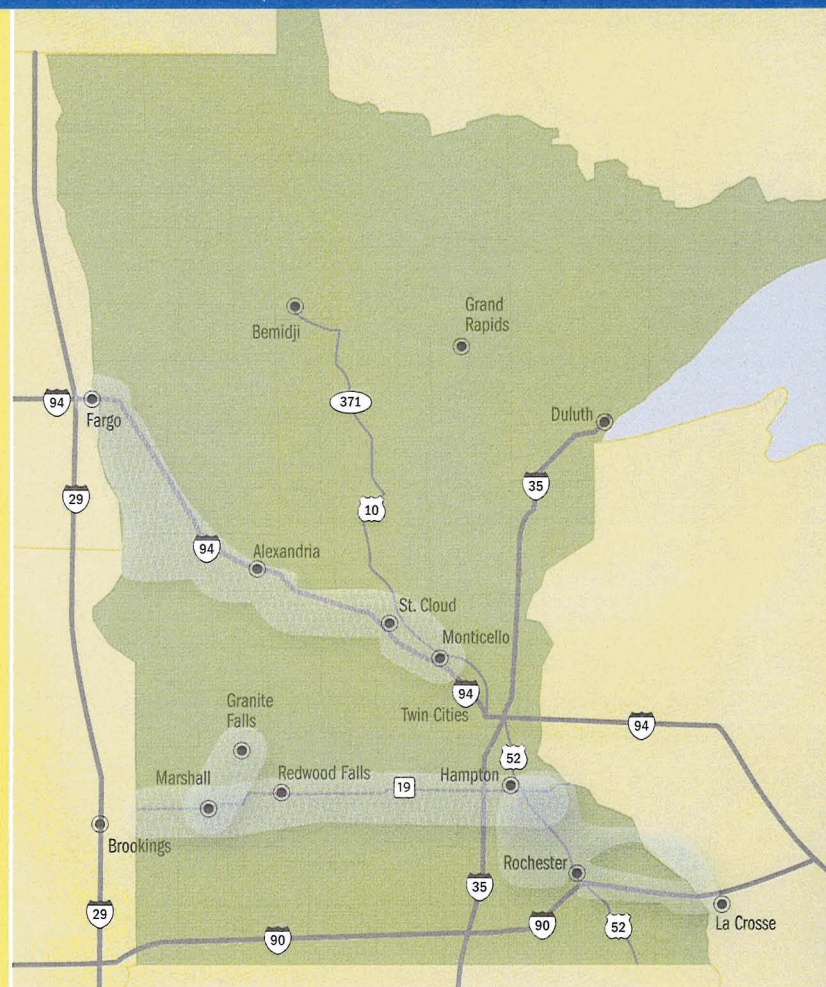 Bemidji
Grand
Rapids
371
94
Fargo
Duluth
29
10
35
94
Alexandria
St. Cloud
Monticello
94
Granite
Falls
Twin Cities
94
52
Marshall
Redwood Falls
19
Hampton
Brookings
Rochester
35
29
90
90
52
La Crosse